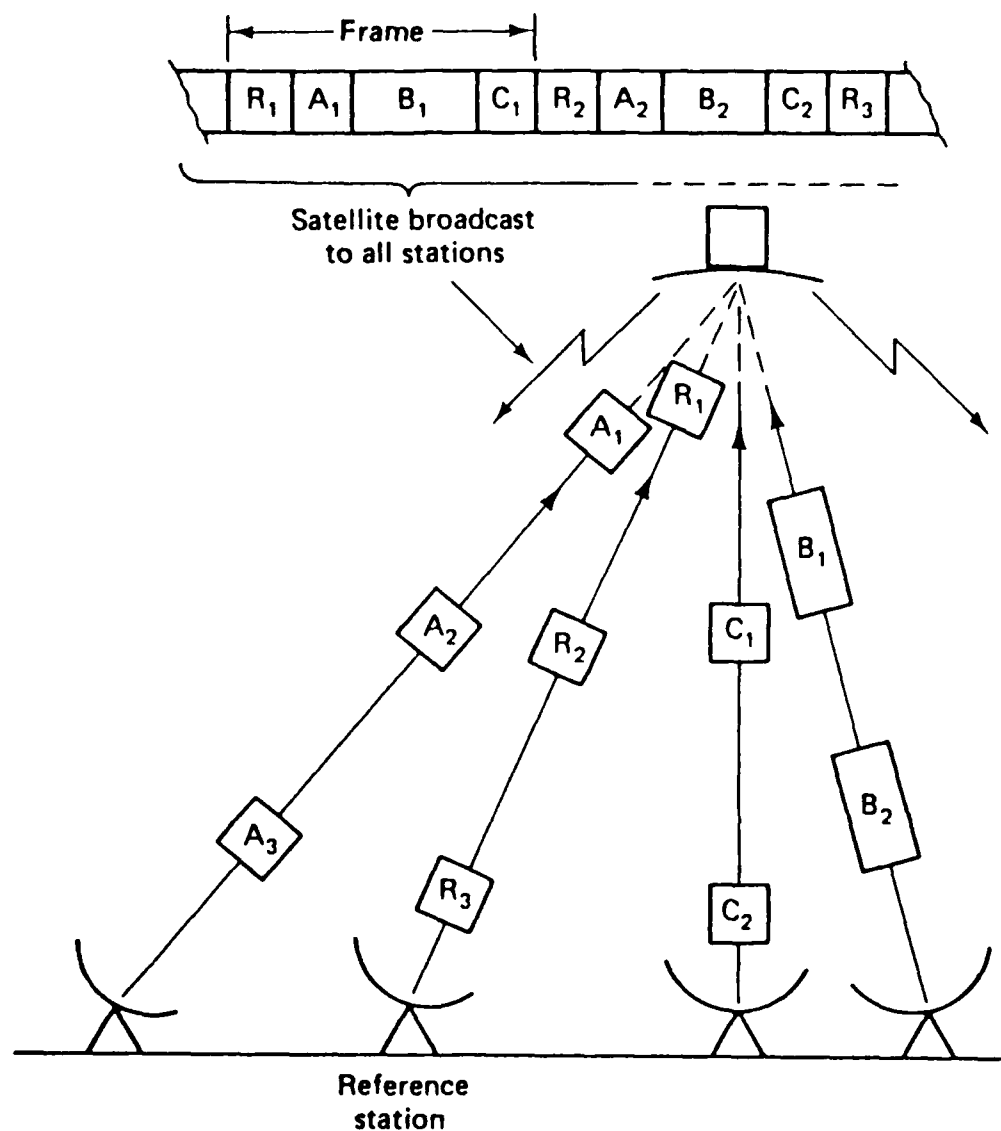 Frame
R₁ A₁ B₁ C₁ R₂ A₂ B₂ C₂ R₃
Satellite broadcast
to all stations
R₁
A₁
B₁
A₂
R₂
C₁
B₂
A₃
R₃
C₂
Reference
station